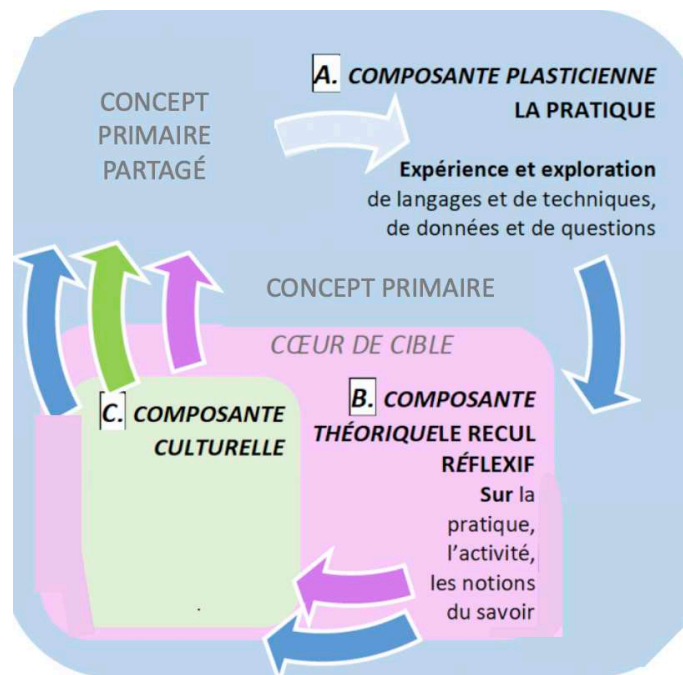 CONCEPT
PRIMAIRE
PARTAGÉ
A. COMPOSANTE PLASTICIENNE
LA PRATIQUE
Expérience et exploration
de langages et de techniques,
de données et de questions
CONCEPT PRIMAIRE
CŒUR DE CIBLE
C. COMPOSANTE
CULTURELLE
B. COMPOSANTE
THÉORIQUELE RECUL
RÉFLEXIF
Sur la
pratique,
l’activité,
les notions
du savoir
.